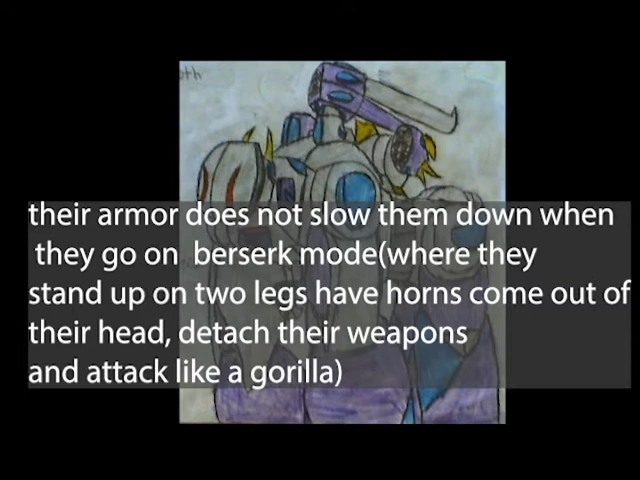 their armor does not slow them down when
they go on  berserk mode(where they
stand up on two legs have horns come out of
their head, detach their weapons
and attack like a gorilla)